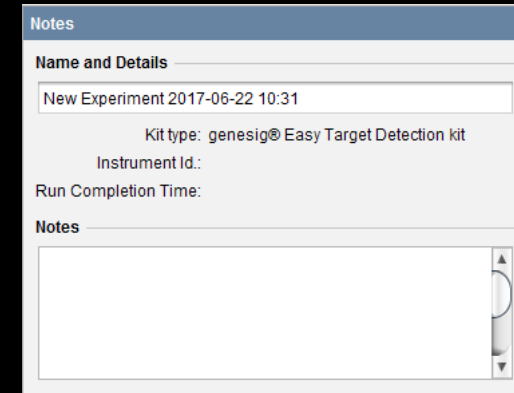 Notes
Name and Details
New Experiment 2017-06-22 10:31
Kit type: genesig® Easy Target Detection kit
Instrument Id.:
Run Completion Time:
Notes